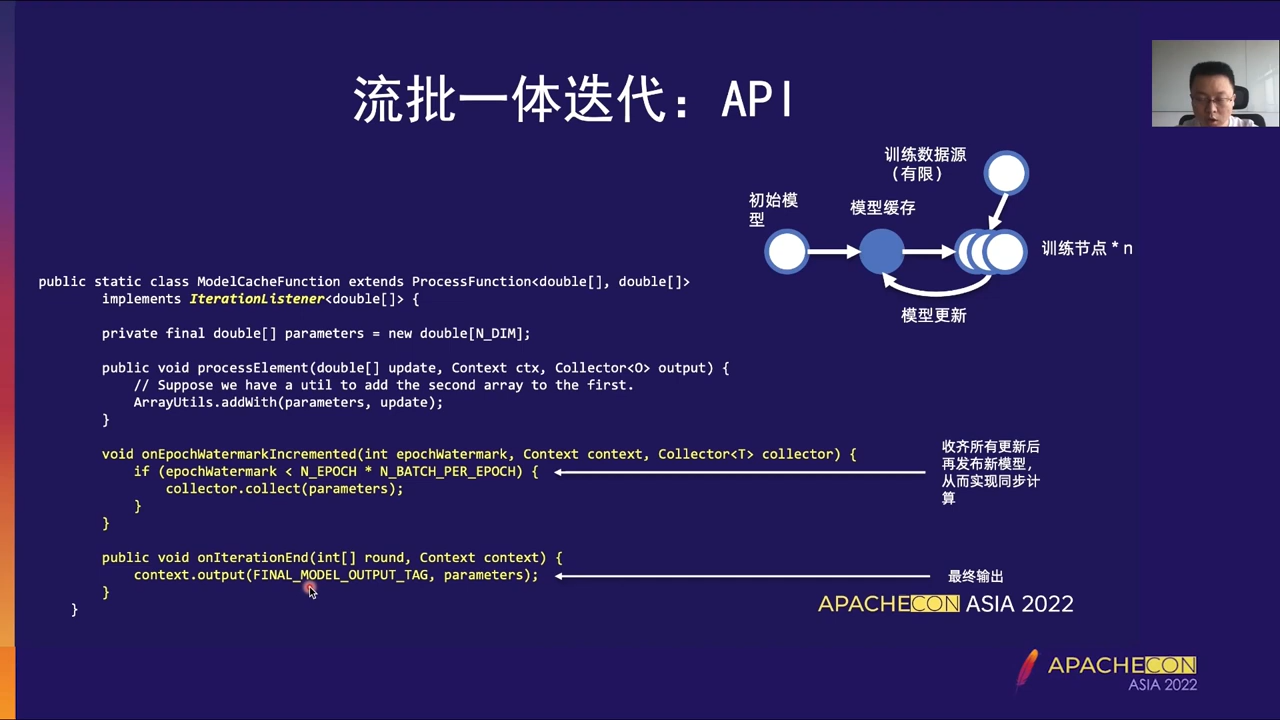 流批一体迭代：API
训练数据源
（有限）
初始模
型
模型缓存
训练节点 * n
模型更新
public static class ModelCacheFunction extends ProcessFunction<double[], double[]>
implements IterationListener<double[]> {
private final double[] parameters = new double[N_DIM];
public void processElement(double[] update, Context ctx, Collector<O> output) {
// Suppose we have a util to add the second array to the first.
ArrayUtils.addWith(parameters, update);
}
void onEpochWatermarkIncremented(int epochWatermark, Context context, Collector<T> collector) {
if (epochWatermark < N_EPOCH * N_BATCH_PER_EPOCH) {
collector.collect(parameters);
}
}
收齐所有更新后
再发布新模型，
从而实现同步计
算
public void onIterationEnd(int[] round, Context context) {
context.output(FINAL_MODEL_OUTPUT_TAG, parameters);
}
}
最终输出
APACHECON ASIA 2022
APACHECON
ASIA 2022